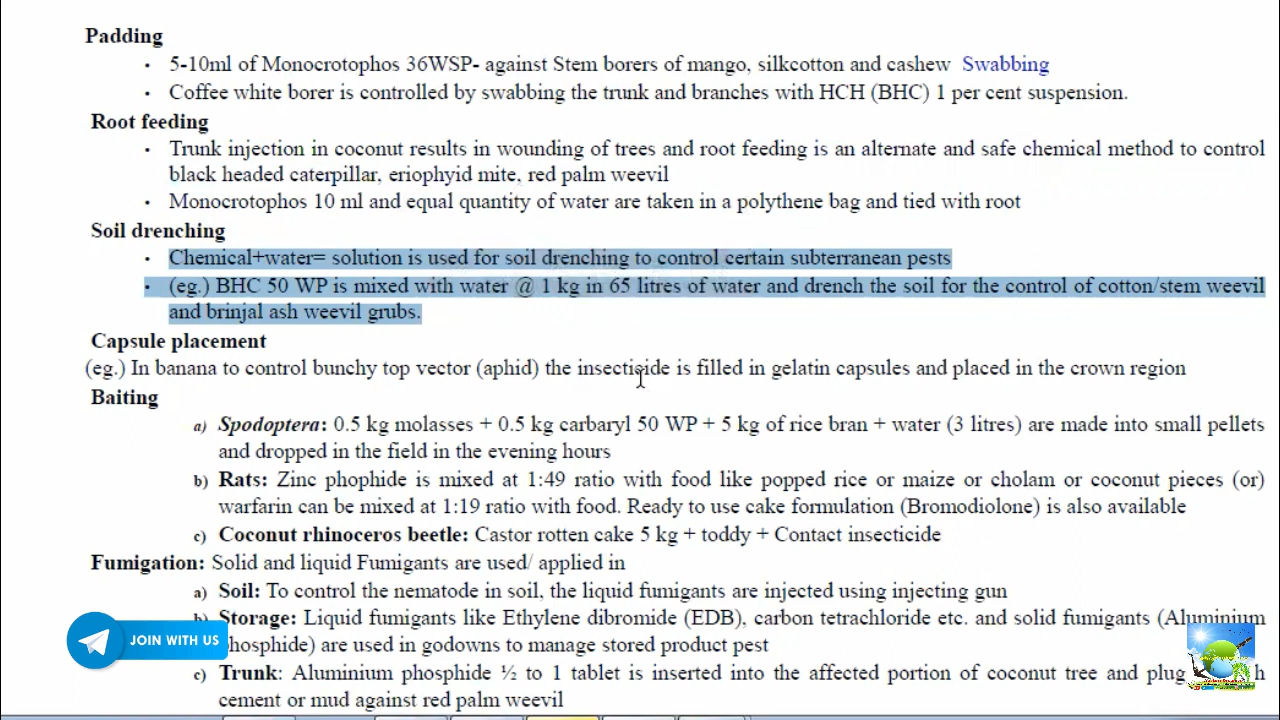 Padding
• 5-10ml of Monocrotophos 36WSP- against Stem borers of mango, silkcotton and cashew Swabbing
• Coffee white borer is controlled by swabbing the trunk and branches with HCH (BHC) 1 per cent suspension.
Root feeding
• Trunk injection in coconut results in wounding of trees and root feeding is an alternate and safe chemical method to control
black headed caterpillar, eriophyid mite, red palm weevil
• Monocrotophos 10 ml and equal quantity of water are taken in a polythene bag and tied with root
Soil drenching
• Chemical+water= solution is used for soil drenching to control certain subterranean pests
• (eg.) BHC 50 WP is mixed with water @ 1 kg in 65 litres of water and drench the soil for the control of cotton/stem weevil
and brinjal ash weevil grubs.
Capsule placement
(eg.) In banana to control bunchy top vector (aphid) the insecticide is filled in gelatin capsules and placed in the crown region
Baiting
a) Spodoptera: 0.5 kg molasses + 0.5 kg carbaryl 50 WP + 5 kg of rice bran + water (3 litres) are made into small pellets
and dropped in the field in the evening hours
b) Rats: Zinc phophide is mixed at 1:49 ratio with food like popped rice or maize or cholam or coconut pieces (or)
warfarin can be mixed at 1:19 ratio with food. Ready to use cake formulation (Bromodiolone) is also available
c) Coconut rhinoceros beetle: Castor rotten cake 5 kg + toddy + Contact insecticide
Fumigation: Solid and liquid Fumigants are used/ applied in
a) Soil: To control the nematode in soil, the liquid fumigants are injected using injecting gun
b) Storage: Liquid fumigants like Ethylene dibromide (EDB), carbon tetrachloride etc. and solid fumigants (Aluminium
phosphide) are used in godowns to manage stored product pest
JOIN WITH US
c) Trunk: Aluminium phosphide ½ to 1 tablet is inserted into the affected portion of coconut tree and plug
cement or mud against red palm weevil